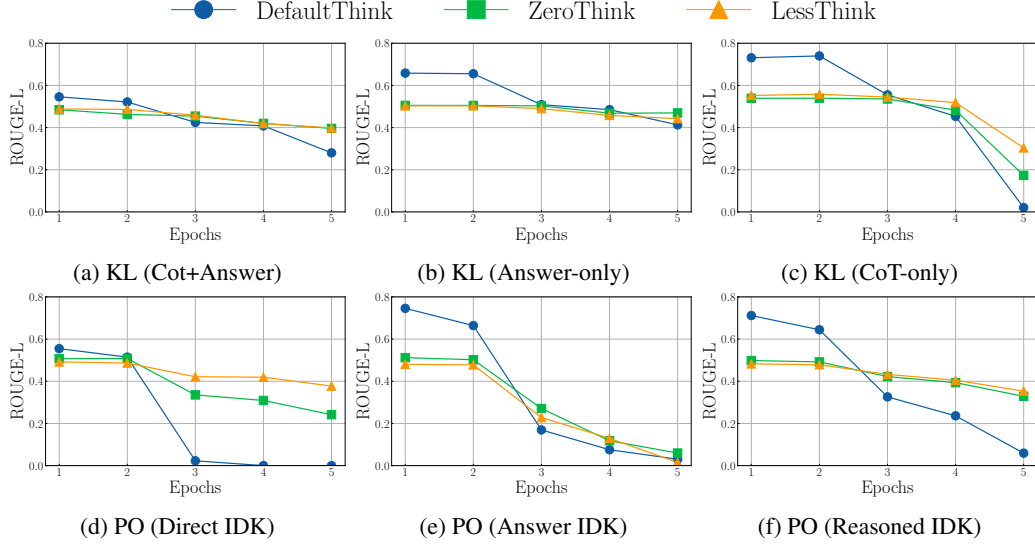 DefaultThink ZeroThink LessThink
0.8
0.6
0.4
0.2
0.0
ROUGE-L
1 2 3 4 5
Epochs
(a) KL (Cot+Answer)
0.8
0.6
0.4
0.2
0.0
ROUGE-L
1 2 3 4 5
Epochs
(b) KL (Answer-only)
0.8
0.6
0.4
0.2
0.0
ROUGE-L
1 2 3 4 5
Epochs
(c) KL (CoT-only)
0.8
0.6
0.4
0.2
0.0
ROUGE-L
1 2 3 4 5
Epochs
(d) PO (Direct IDK)
0.8
0.6
0.4
0.2
0.0
ROUGE-L
1 2 3 4 5
Epochs
(e) PO (Answer IDK)
0.8
0.6
0.4
0.2
0.0
ROUGE-L
1 2 3 4 5
Epochs
(f) PO (Reasoned IDK)